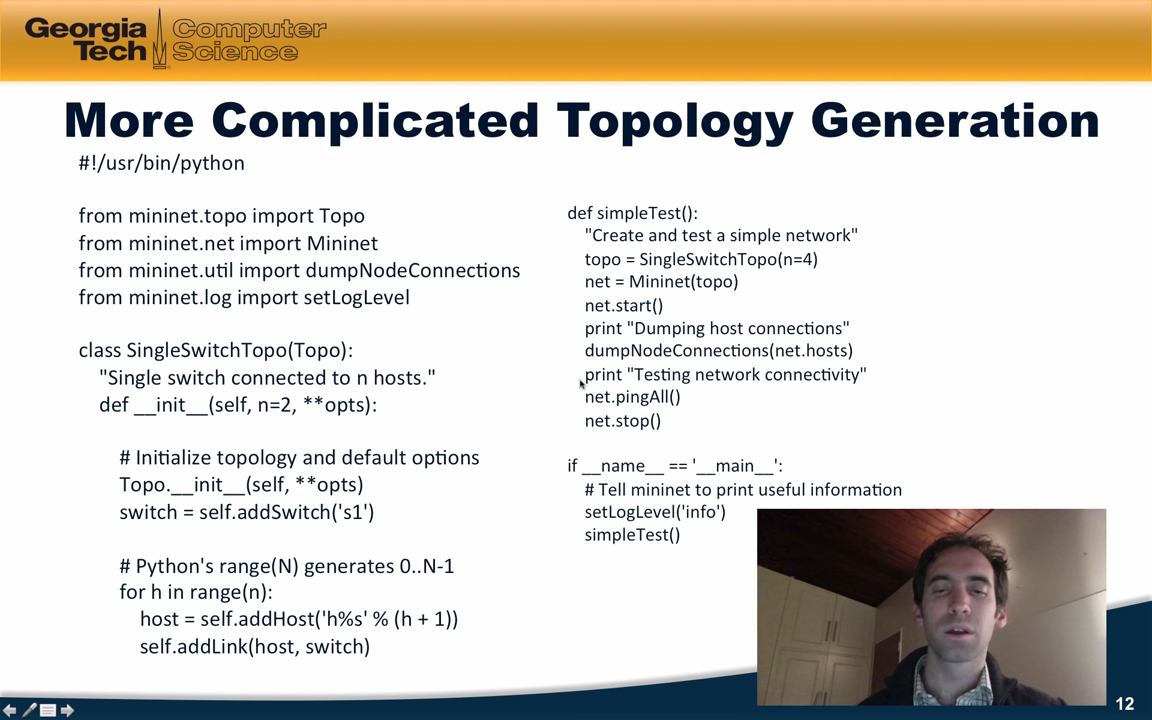 Georgia Tech
Computer Science
More Complicated Topology Generation
#!/usr/bin/python
from mininet.topo import Topo
from mininet.net import Mininet
from mininet.util import dumpNodeConnections
from mininet.log import setLogLevel
class SingleSwitchTopo(Topo):
"Single switch connected to n hosts."
def __init__(self, n=2, **opts):
# Initialize topology and default options
Topo.__init__(self, **opts)
switch = self.addSwitch('s1')
# Python's range(N) generates 0..N-1
for h in range(n):
host = self.addHost('h%s' % (h + 1))
self.addLink(host, switch)
def simpleTest():
"Create and test a simple network"
topo = SingleSwitchTopo(n=4)
net = Mininet(topo)
net.start()
print "Dumping host connections"
dumpNodeConnections(net.hosts)
print "Testing network connectivity"
net.pingAll()
net.stop()
if __name__ == '__main__':
# Tell mininet to print useful information
setLogLevel('info')
simpleTest()
12